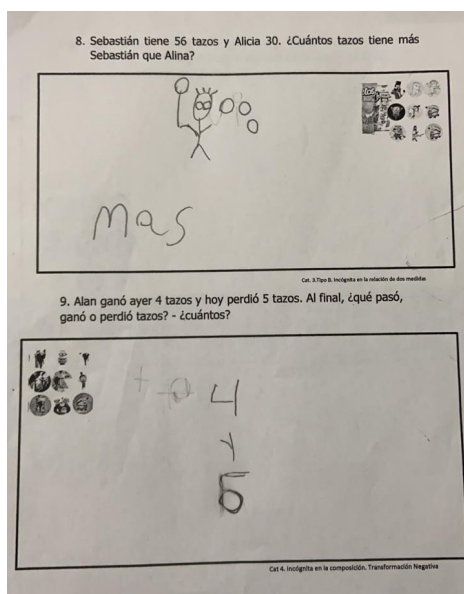 8. Sebastián tiene 56 tazos y Alicia 30. ¿Cuántos tazos tiene más
Sebastián que Alina?
mas
Cat. 3.Tipo B. Incógnita en la relación de dos medidas
9. Alan ganó ayer 4 tazos y hoy perdió 5 tazos. Al final, ¿qué pasó,
ganó o perdió tazos? - ¿cuántos?
4
y
5
Cat 4. Incógnita en la composición. Transformación Negativa